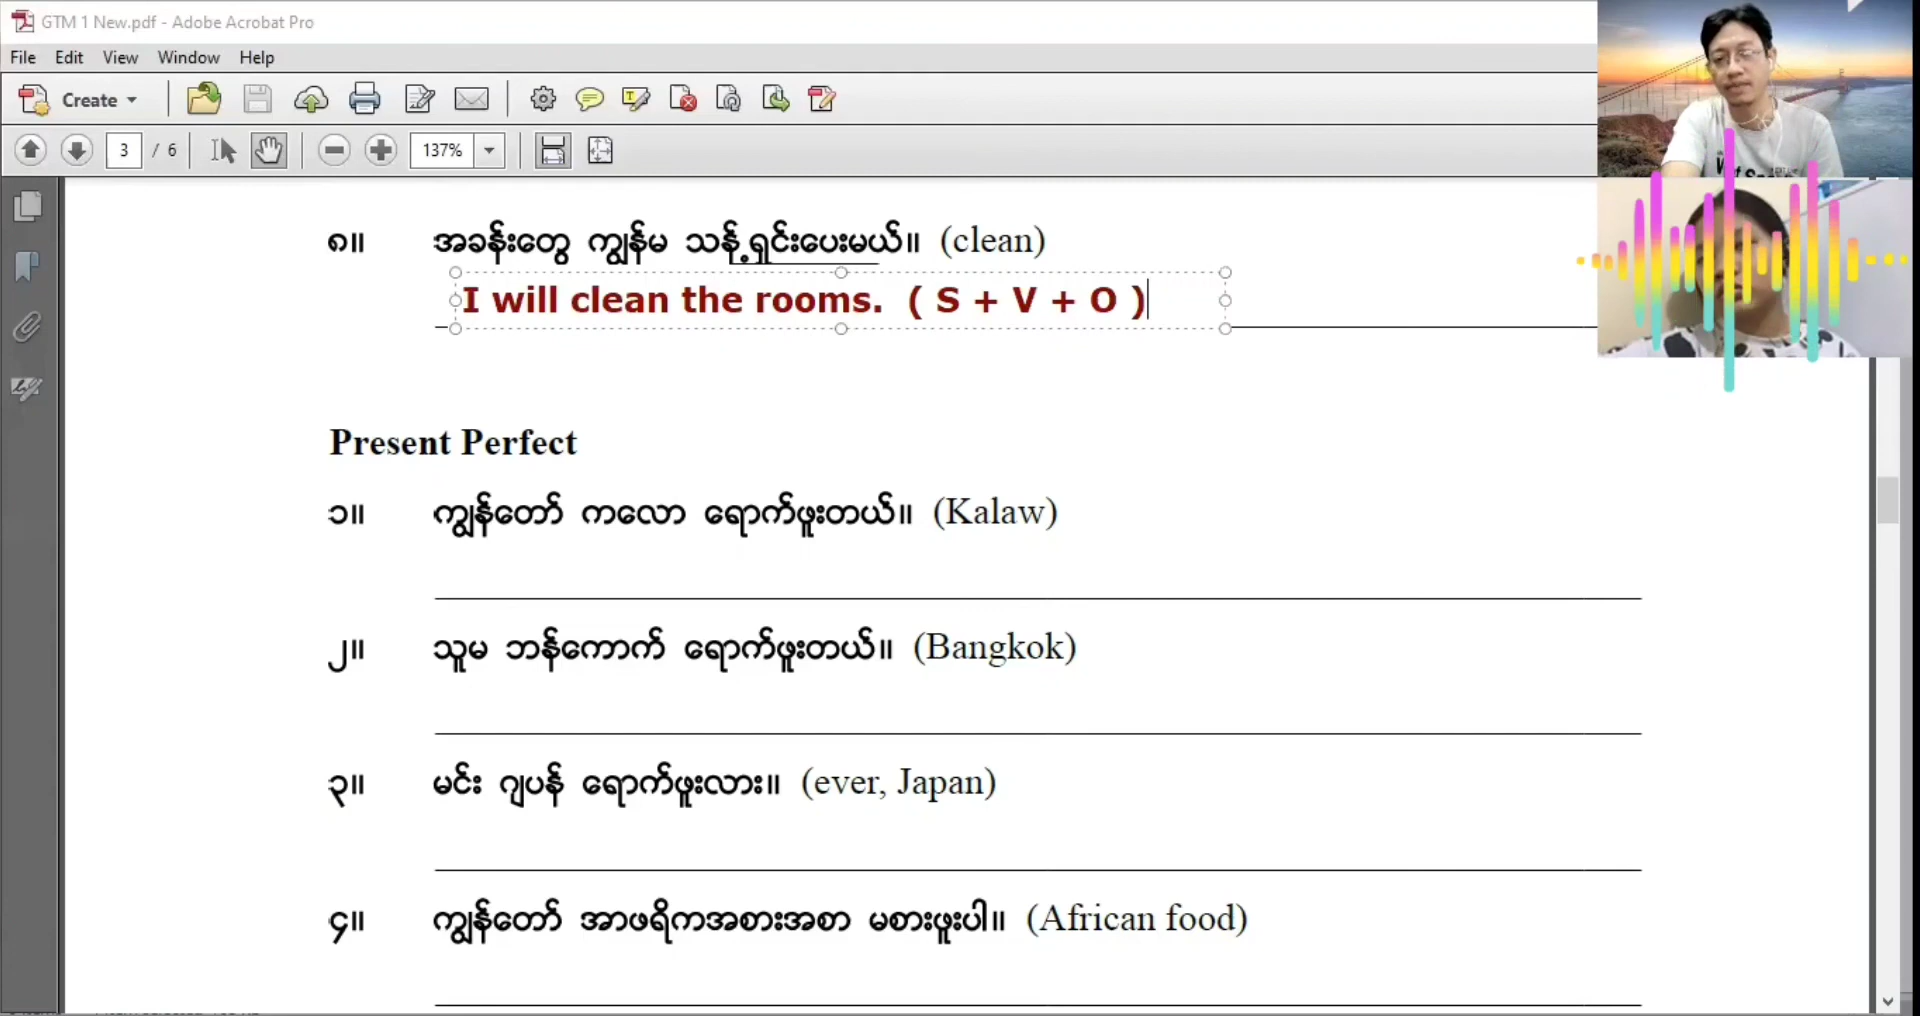 GTM 1 New.pdf - Adobe Acrobat Pro
File Edit View Window Help
Create
3 / 6 137%
၈။ အခန်းတွေ ကျွန်မ သန့်ရှင်းပေးမယ်။ (clean)
I will clean the rooms. ( S + V + O )
Present Perfect
၁။ ကျွန်တော် ကလော ရောက်ဖူးတယ်။ (Kalaw)
၂။ သူမ ဘန်ကောက် ရောက်ဖူးတယ်။ (Bangkok)
၃။ မင်း ဂျပန် ရောက်ဖူးလား။ (ever, Japan)
၄။ ကျွန်တော် အာဖရိကအစားအစာ မစားဖူးပါ။ (African food)